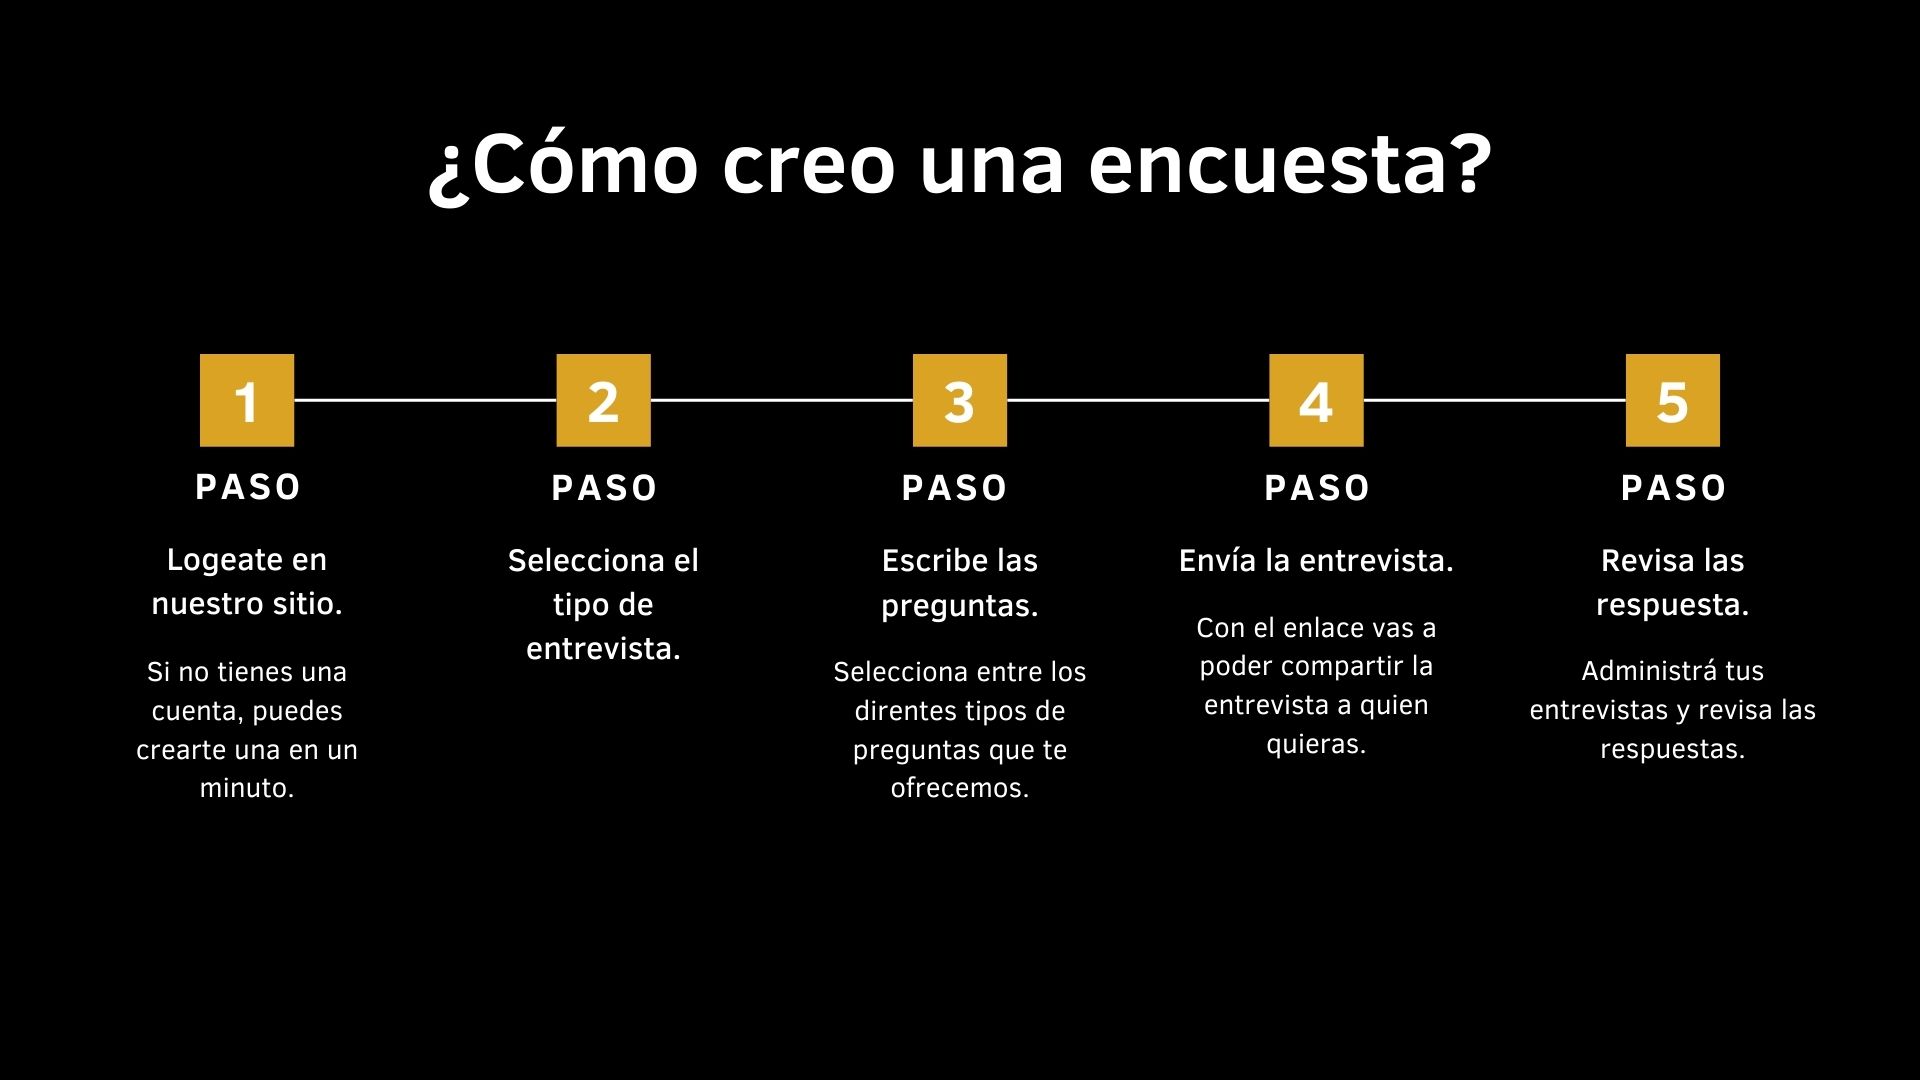 ¿Cómo creo una encuesta?
1
PASO
Logeate en
nuestro sitio.
Si no tienes una
cuenta, puedes
crearte una en un
minuto.
2
PASO
Selecciona el
tipo de
entrevista.
3
PASO
Escribe las
preguntas.
Selecciona entre los
direntes tipos de
preguntas que te
ofrecemos.
4
PASO
Envía la entrevista.
Con el enlace vas a
poder compartir la
entrevista a quien
quieras.
5
PASO
Revisa las
respuesta.
Administrá tus
entrevistas y revisa las
respuestas.